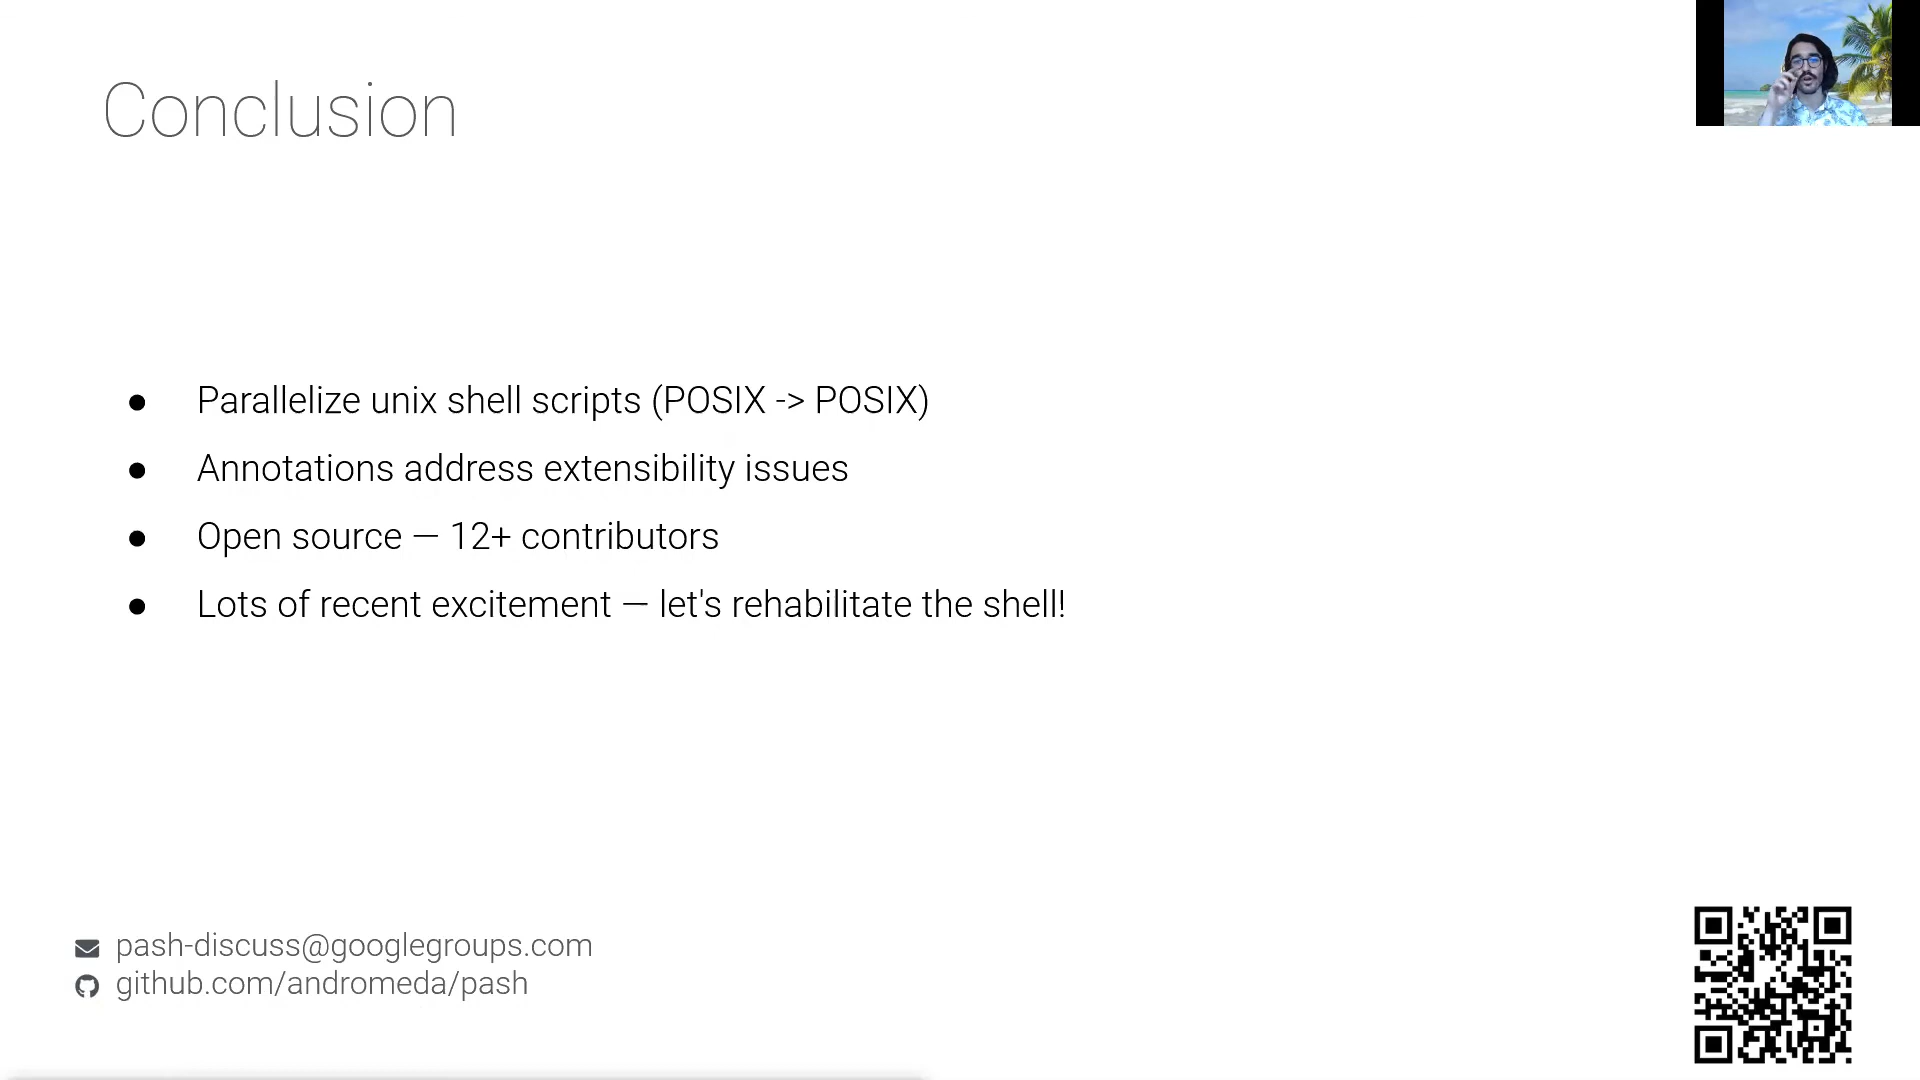 Conclusion
● Parallelize unix shell scripts (POSIX -> POSIX)
● Annotations address extensibility issues
● Open source — 12+ contributors
● Lots of recent excitement — let's rehabilitate the shell!
pash-discuss@googlegroups.com
github.com/andromeda/pash